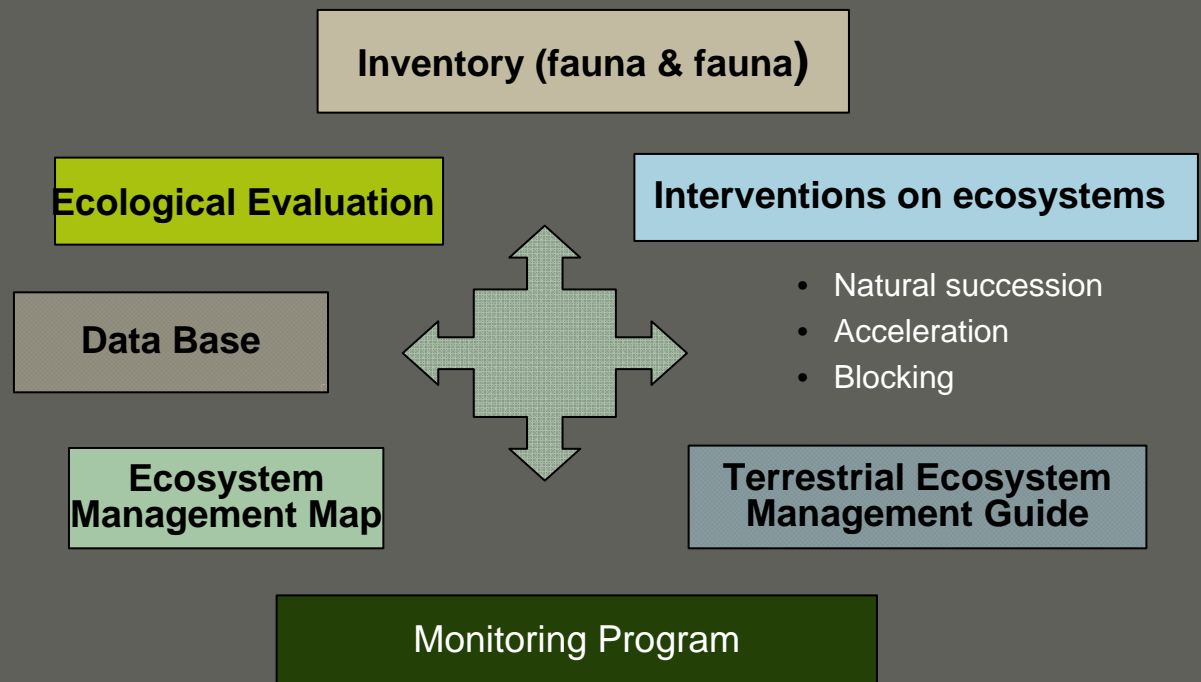 Inventory (fauna & fauna)
Ecological Evaluation
Interventions on ecosystems
• Natural succession
• Acceleration
• Blocking
Data Base
Ecosystem
Management Map
Terrestrial Ecosystem
Management Guide
Monitoring Program